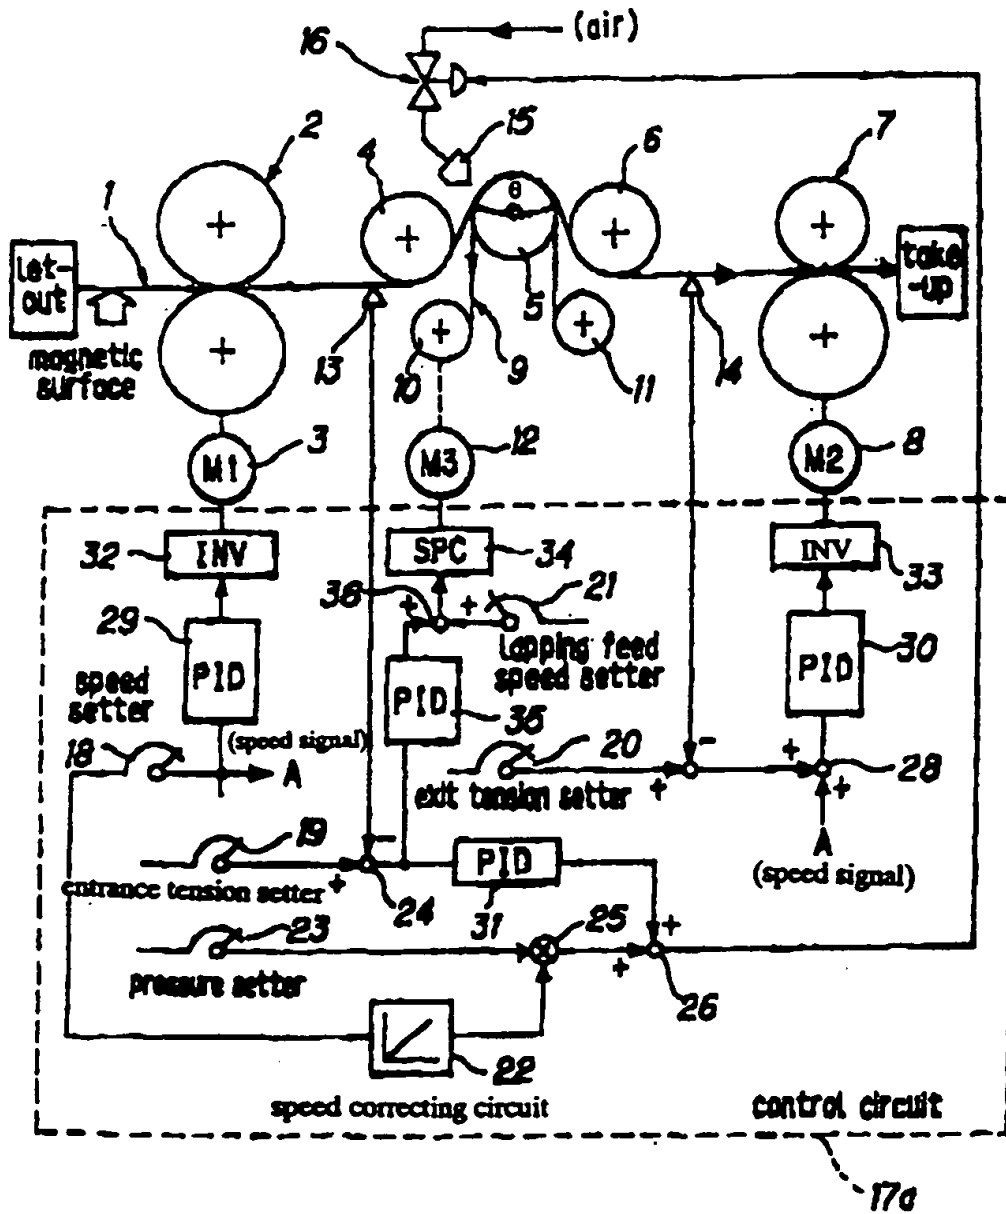 (air)
16
15
2
4
6
7
1
θ
let-
out
take
-up
5
magnetic
surface
13
10
9
11
14
3
12
8
M1
M3
M2
32
INV
SPC
34
INV
33
36
21
+
+
29
PID
lapping feed
speed setter
PID
30
speed
setter
PID
35
(speed signal)
18
A
20
-
+
+
28
exit tension setter
+
A
(speed signal)
19
-
+
PID
entrance tension setter
24
31
23
25
+
+
pressure setter
26
22
speed correcting circuit
control circuit
17a